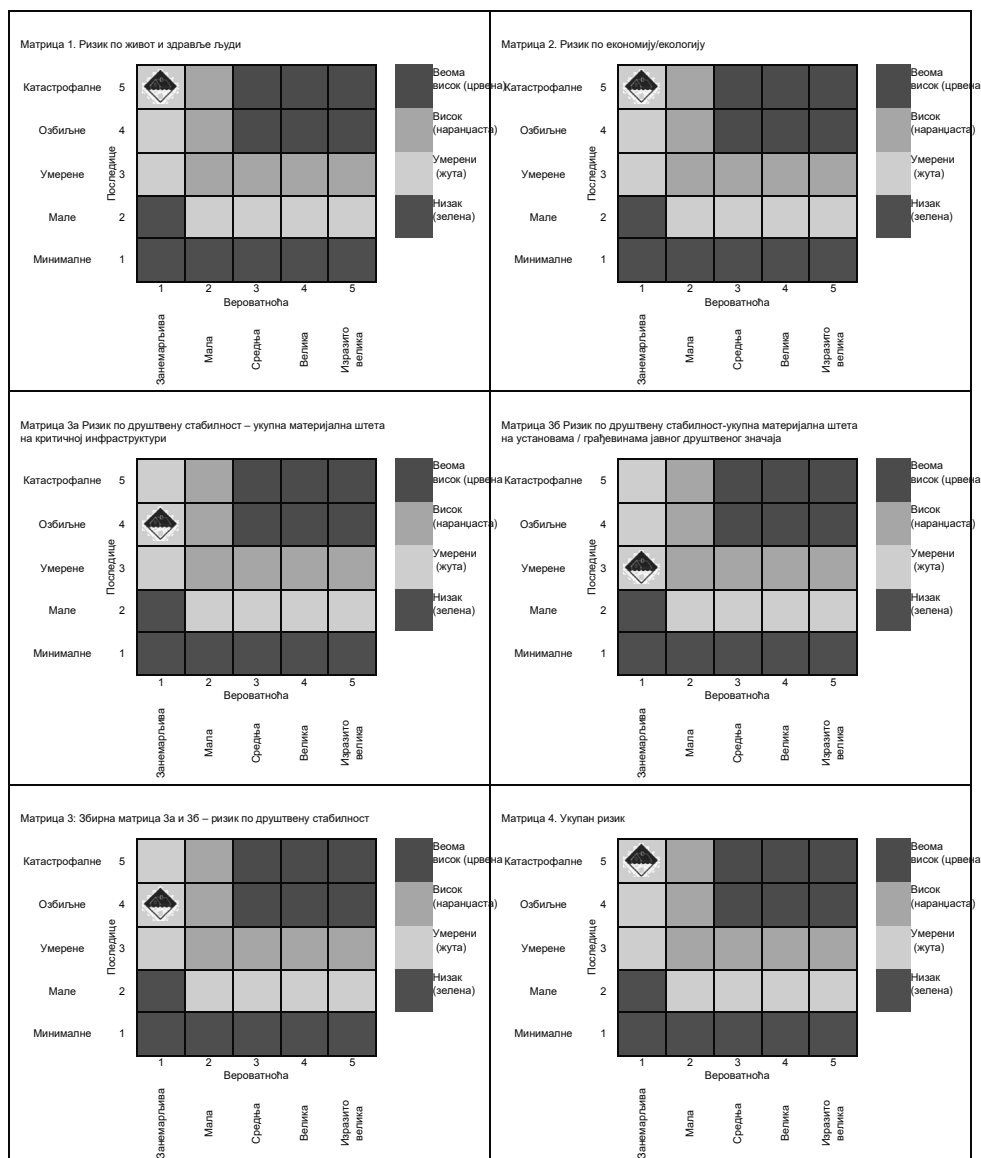 Матрица 1. Ризик по живот и здравље људи
Катастрофалне 5
Озбиљне 4
Умерене 3
Мале 2
Минималне 1
Последице
1 2 3 4 5
Вероватноћа
Занемарљива
Мала
Средња
Велика
Изразито
велика
Веома
висок (црвена)
Висок
(наранџаста)
Умерени
(жута)
Низак
(зелена)
Матрица 2. Ризик по економију/екологију
Катастрофалне 5
Озбиљне 4
Умерене 3
Мале 2
Минималне 1
Последице
1 2 3 4 5
Вероватноћа
Занемарљива
Мала
Средња
Велика
Изразито
велика
Веома
висок (црвена
Висок
(наранџаста)
Умерени
(жута)
Низак
(зелена)
Матрица 3а Ризик по друштвену стабилност – укупна материјална штета
на критичној инфраструктури
Катастрофалне 5
Озбиљне 4
Умерене 3
Мале 2
Минималне 1
Последице
1 2 3 4 5
Вероватноћа
Занемарљива
Мала
Средња
Велика
Изразито
велика
Веома
висок (црвена
Висок
(наранџаста)
Умерени
(жута)
Низак
(зелена)
Матрица 3б Ризик по друштвену стабилност-укупна материјална штета
на установама / грађевинама јавног друштвеног значаја
Катастрофалне 5
Озбиљне 4
Умерене 3
Мале 2
Минималне 1
Последице
1 2 3 4 5
Вероватноћа
Занемарљива
Мала
Средња
Велика
Изразито
велика
Веома
висок (црвена
Висок
(наранџаста)
Умерени
(жута)
Низак
(зелена)
Матрица 3: Збирна матрица 3а и 3б – ризик по друштвену стабилност
Катастрофалне 5
Озбиљне 4
Умерене 3
Мале 2
Минималне 1
Последице
1 2 3 4 5
Вероватноћа
Занемарљива
Мала
Средња
Велика
Изразито
велика
Веома
висок (црвена
Висок
(наранџаста)
Умерени
(жута)
Низак
(зелена)
Матрица 4. Укупан ризик
Катастрофалне 5
Озбиљне 4
Умерене 3
Мале 2
Минималне 1
Последице
1 2 3 4 5
Вероватноћа
Занемарљива
Мала
Средња
Велика
Изразито
велика
Веома
висок (црвена
Висок
(наранџаста)
Умерени
(жута)
Низак
(зелена)